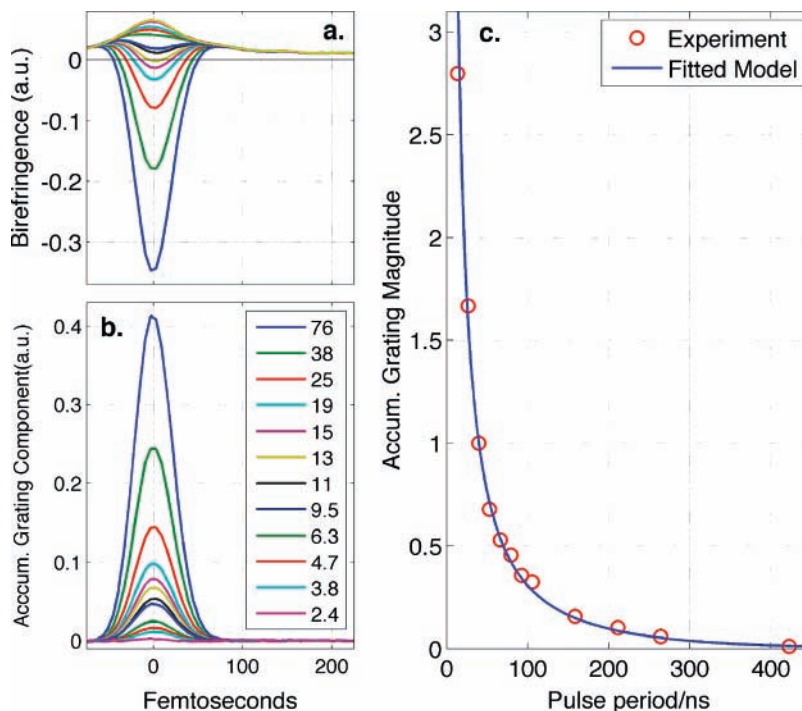 a.
0
-0.1
-0.2
-0.3
Birefringence (a.u.)
b.
0.4
0.3
0.2
0.1
0
Acccum. Grating Component(a.u.)
76
38
25
19
15
13
11
9.5
6.3
4.7
3.8
2.4
0 100 200
Femtoseconds
c.
Experiment
Fitted Model
3
2.5
2
1.5
1
0.5
0
Accum. Grating Magnitude
0 100 200 300 400
Pulse period/ns